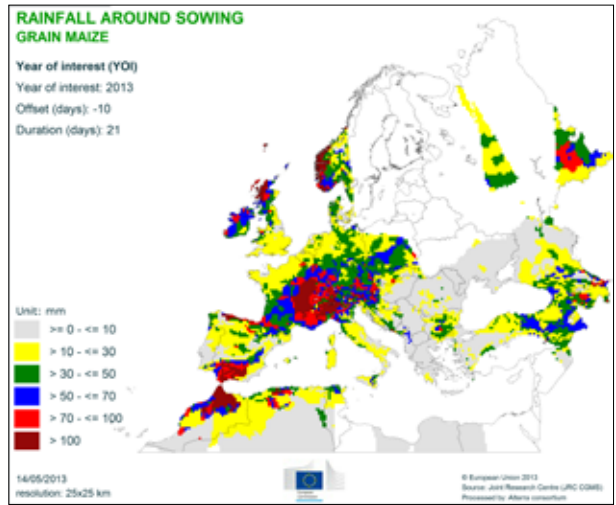 RAINFALL AROUND SOWING
GRAIN MAIZE
Year of interest (YOI)
Year of interest: 2013
Offset (days): -10
Duration (days): 21
Unit: mm
>= 0 - <= 10
> 10 - <= 30
> 30 - <= 50
> 50 - <= 70
> 70 - <= 100
> 100
14/05/2013
resolution: 25x25 km
European
Commission
© European Union 2013
Source: Joint Research Centre (JRC CGMS)
Processed by: Alterra consortium